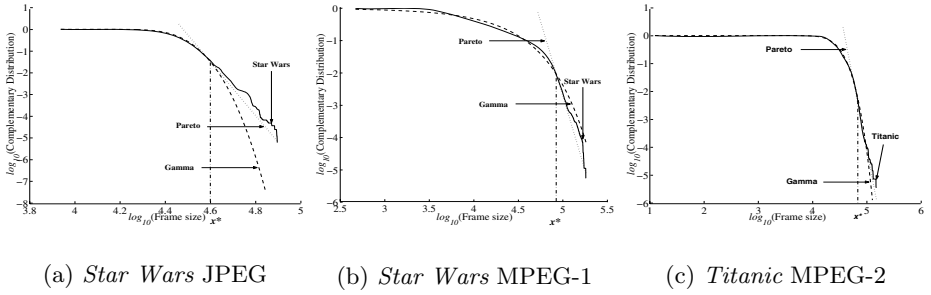 1
0
−1
−2
−3
−4
−5
−6
−7
−8
3.8
4
4.2
4.4
4.6
4.8
5
log10(Complementary Distribution)
log10(Frame size)
x*
Star Wars
Pareto
Gamma
(a) Star Wars JPEG
0
−1
−2
−3
−4
−5
−6
2.5
3
3.5
4
4.5
5
5.5
log10(Complementary Distribution)
log10(Frame size)
x*
Pareto
Star Wars
Gamma
(b) Star Wars MPEG-1
1
0
−1
−2
−3
−4
−5
−6
1
2
3
4
5
6
log10(Complementary Distribution)
log10(Frame size)
x*
Pareto
Titanic
Gamma
(c) Titanic MPEG-2